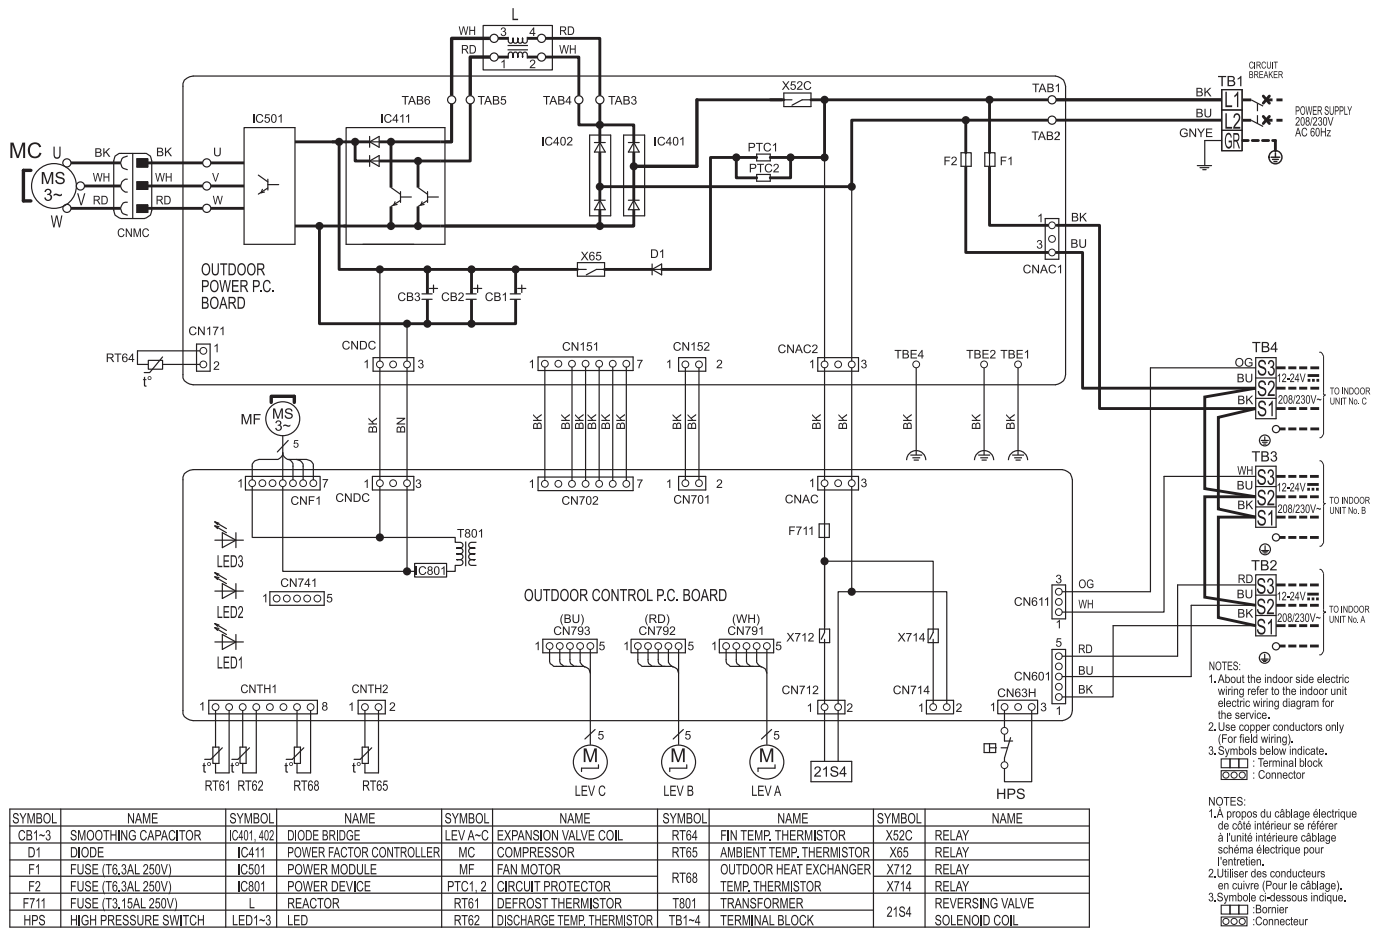 L
WH 3 4 RD
RD 1 2 WH
TAB6 TAB5 TAB4 TAB3
X52C
TAB1
TAB2
TB1
CIRCUIT
BREAKER
BK L1
BU L2
GNYE GR
POWER SUPPLY
208/230V
AC 60Hz
IC501
IC411
IC402
IC401
PTC1
PTC2
F2
F1
MC
MS
3~
U BK BK U
V WH WH V
W RD RD W
CNMC
OUTDOOR
POWER P.C.
BOARD
X65
D1
CB3 + CB2 + CB1 +
1 BK
3 BU
CNAC1
CN171
1
2
RT64
t°
CNDC
1 3
CN151
1 7
CN152
1 2
CNAC2
1 3
TBE4 TBE2 TBE1
BK BN
BK BK BK BK BK BK BK
BK BK
BK BK
BK BK BK
MF
MS
3~
5
1 7
CNF1
CNDC
1 3
1 7
CN702
1 2
CN701
CNAC
1 3
TB4
OG S3
BU S2
BK S1
12-24V
208/230V~
TO INDOOR
UNIT No. C
TB3
WH S3
BU S2
BK S1
12-24V
208/230V~
TO INDOOR
UNIT No. B
TB2
RD S3
BU S2
BK S1
12-24V
208/230V~
TO INDOOR
UNIT No. A
LED3
LED2
LED1
CN741
1 5
T801
IC801
F711
OUTDOOR CONTROL P.C. BOARD
X712
X714
3 OG
CN611
WH
1
5
RD
CN601
BU
BK
1
(BU)
CN793
1 5
(RD)
CN792
1 5
(WH)
CN791
1 5
CN712
1 2
CN714
1 2
CN63H
1 3
CNTH1
1 8
CNTH2
1 2
t° t° t° t°
RT61 RT62 RT68 RT65
5 5 5
M M M
LEV C LEV B LEV A
21S4
HPS
NOTES:
1. About the indoor side electric
wiring refer to the indoor unit
electric wiring diagram for
the service.
2. Use copper conductors only
(For field wiring).
3. Symbols below indicate.
: Terminal block
: Connector
NOTES:
1. À propos du câblage électrique
de côté intérieur se référer
à l'unité intérieure câblage
schéma électrique pour
l'entretien.
2. Utiliser des conducteurs
en cuivre (Pour le câblage).
3. Symbole ci-dessous indique.
:Bornier
:Connecteur
SYMBOL NAME SYMBOL NAME SYMBOL NAME SYMBOL NAME SYMBOL NAME
CB1~3 SMOOTHING CAPACITOR IC401, 402 DIODE BRIDGE LEV A~C EXPANSION VALVE COIL RT64 FIN TEMP. THERMISTOR X52C RELAY
D1 DIODE IC411 POWER FACTOR CONTROLLER MC COMPRESSOR RT65 AMBIENT TEMP. THERMISTOR X65 RELAY
F1 FUSE (T6.3AL 250V) IC501 POWER MODULE MF FAN MOTOR RT68 OUTDOOR HEAT EXCHANGER X712 RELAY
F2 FUSE (T6.3AL 250V) IC801 POWER DEVICE PTC1, 2 CIRCUIT PROTECTOR TEMP. THERMISTOR X714 RELAY
F711 FUSE (T3.15AL 250V) L REACTOR RT61 DEFROST THERMISTOR T801 TRANSFORMER 21S4 REVERSING VALVE
HPS HIGH PRESSURE SWITCH LED1~3 LED RT62 DISCHARGE TEMP. THERMISTOR TB1~4 TERMINAL BLOCK SOLENOID COIL